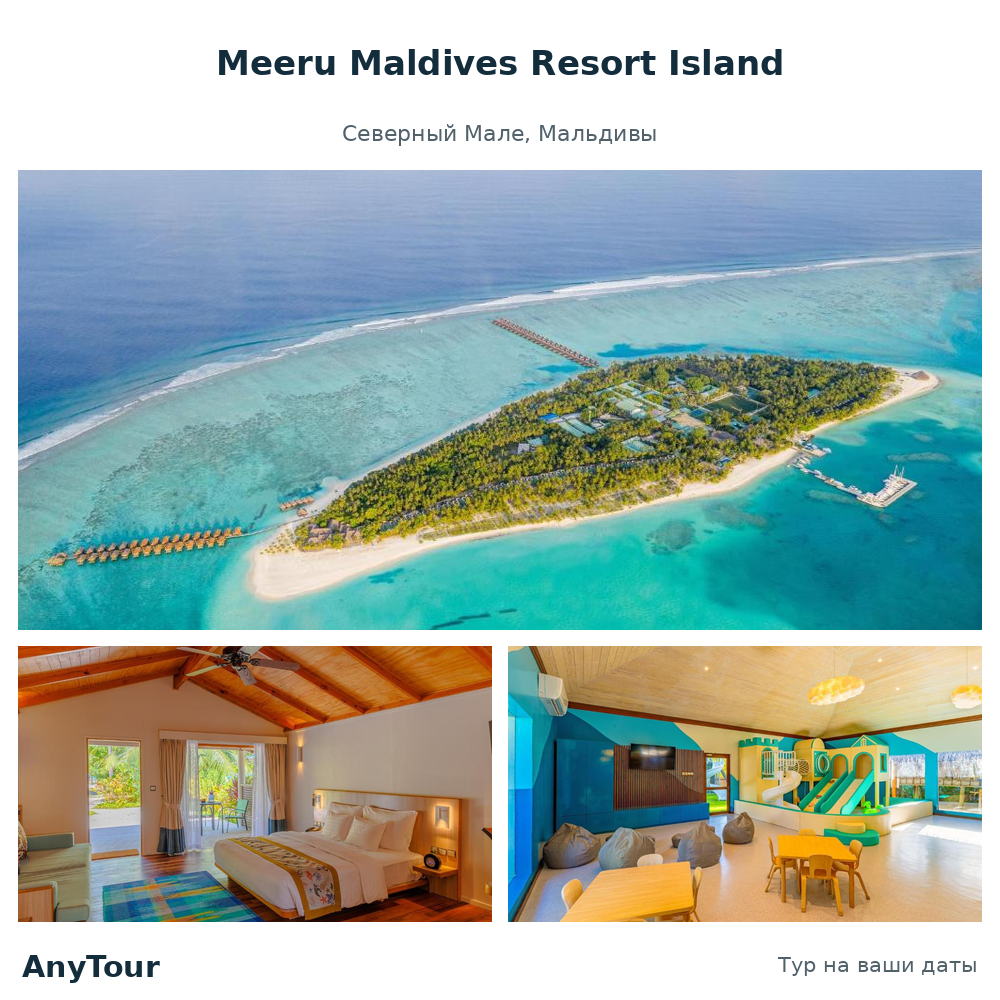 Meeru Maldives Resort Island
Северный Мале, Мальдивы
AnyTour
Тур на ваши даты